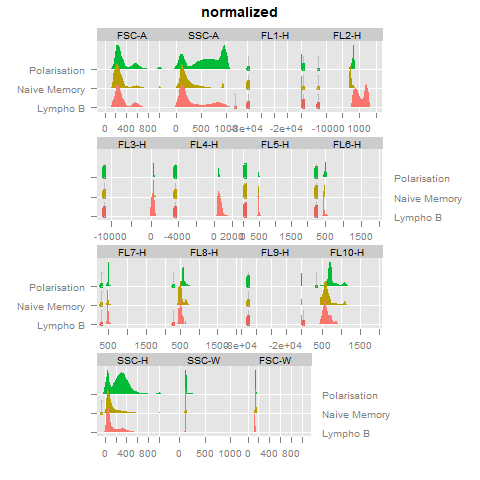 normalized
FSC-A SSC-A FL1-H FL2-H
Polarisation
Naive Memory
Lympho B
0 400 800 0 500 1000 -8e+04 -2e+04 -10000 1000
FL3-H FL4-H FL5-H FL6-H
Polarisation
Naive Memory
Lympho B
-10000 0 -4000 0 2000 500 1500 500 1500
FL7-H FL8-H FL9-H FL10-H
Polarisation
Naive Memory
Lympho B
500 1500 500 1500 -8e+04 -2e+04 500 1500
SSC-H SSC-W FSC-W
Polarisation
Naive Memory
Lympho B
0 400 800 0 500 1000 0 400 800